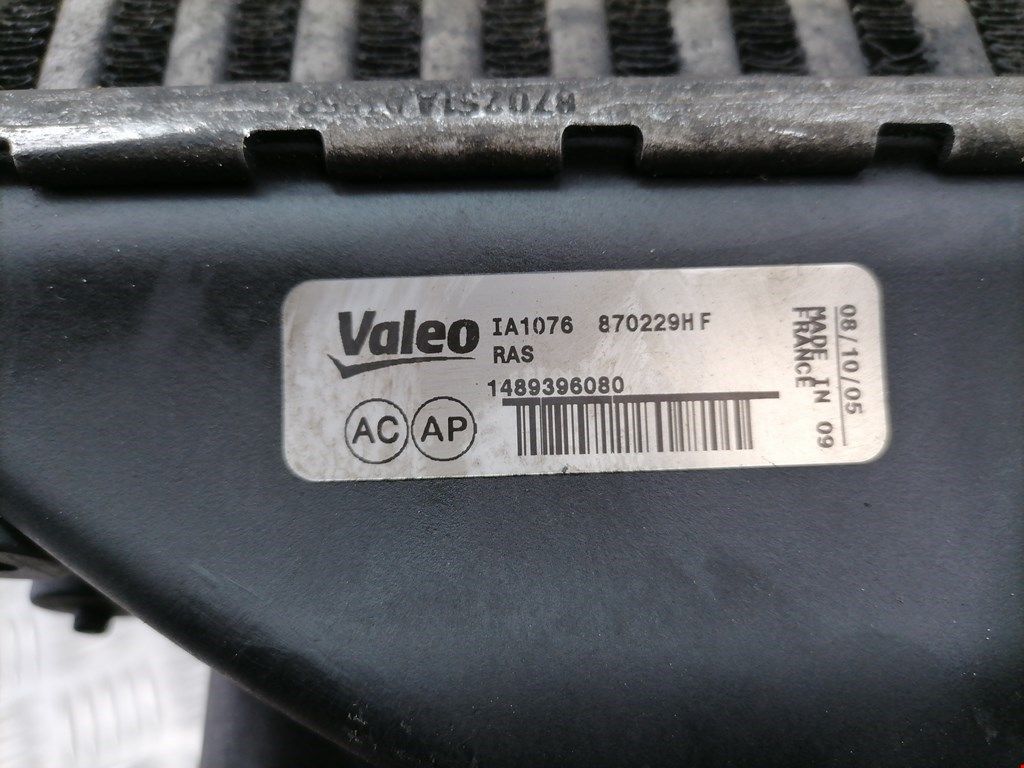 Valeo IA1076 870229HF
RAS
1489396080
AC AP
08/10/05
MADE IN 09
FRANCE